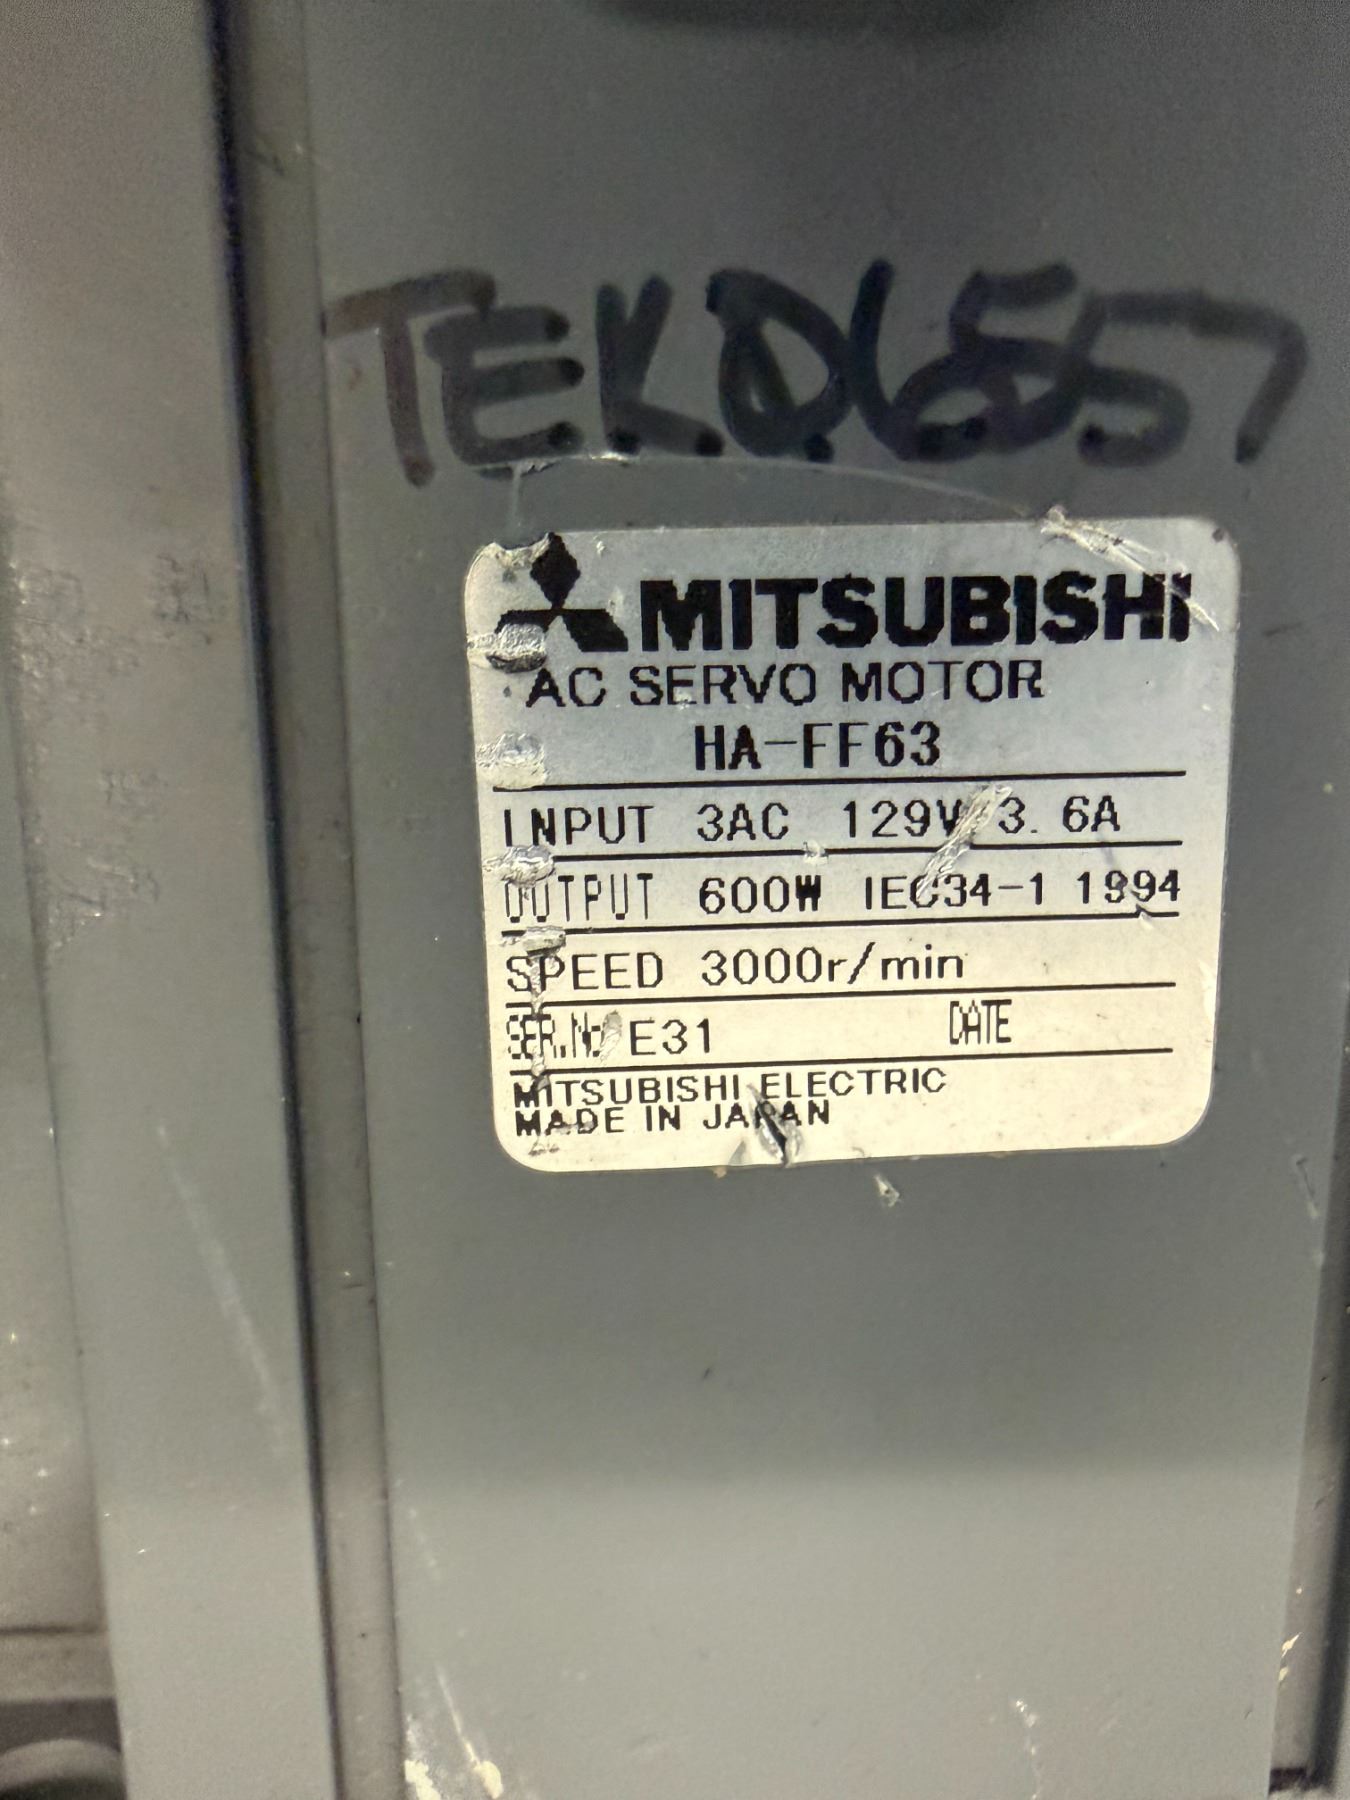 TEKQ6557
MITSUBISHI
AC SERVO MOTOR
HA-FF63
INPUT 3AC 129V 3.6A
OUTPUT 600W IEC34-1 1994
SPEED 3000r/min
SER.No E31 DATE
MITSUBISHI ELECTRIC
MADE IN JAPAN